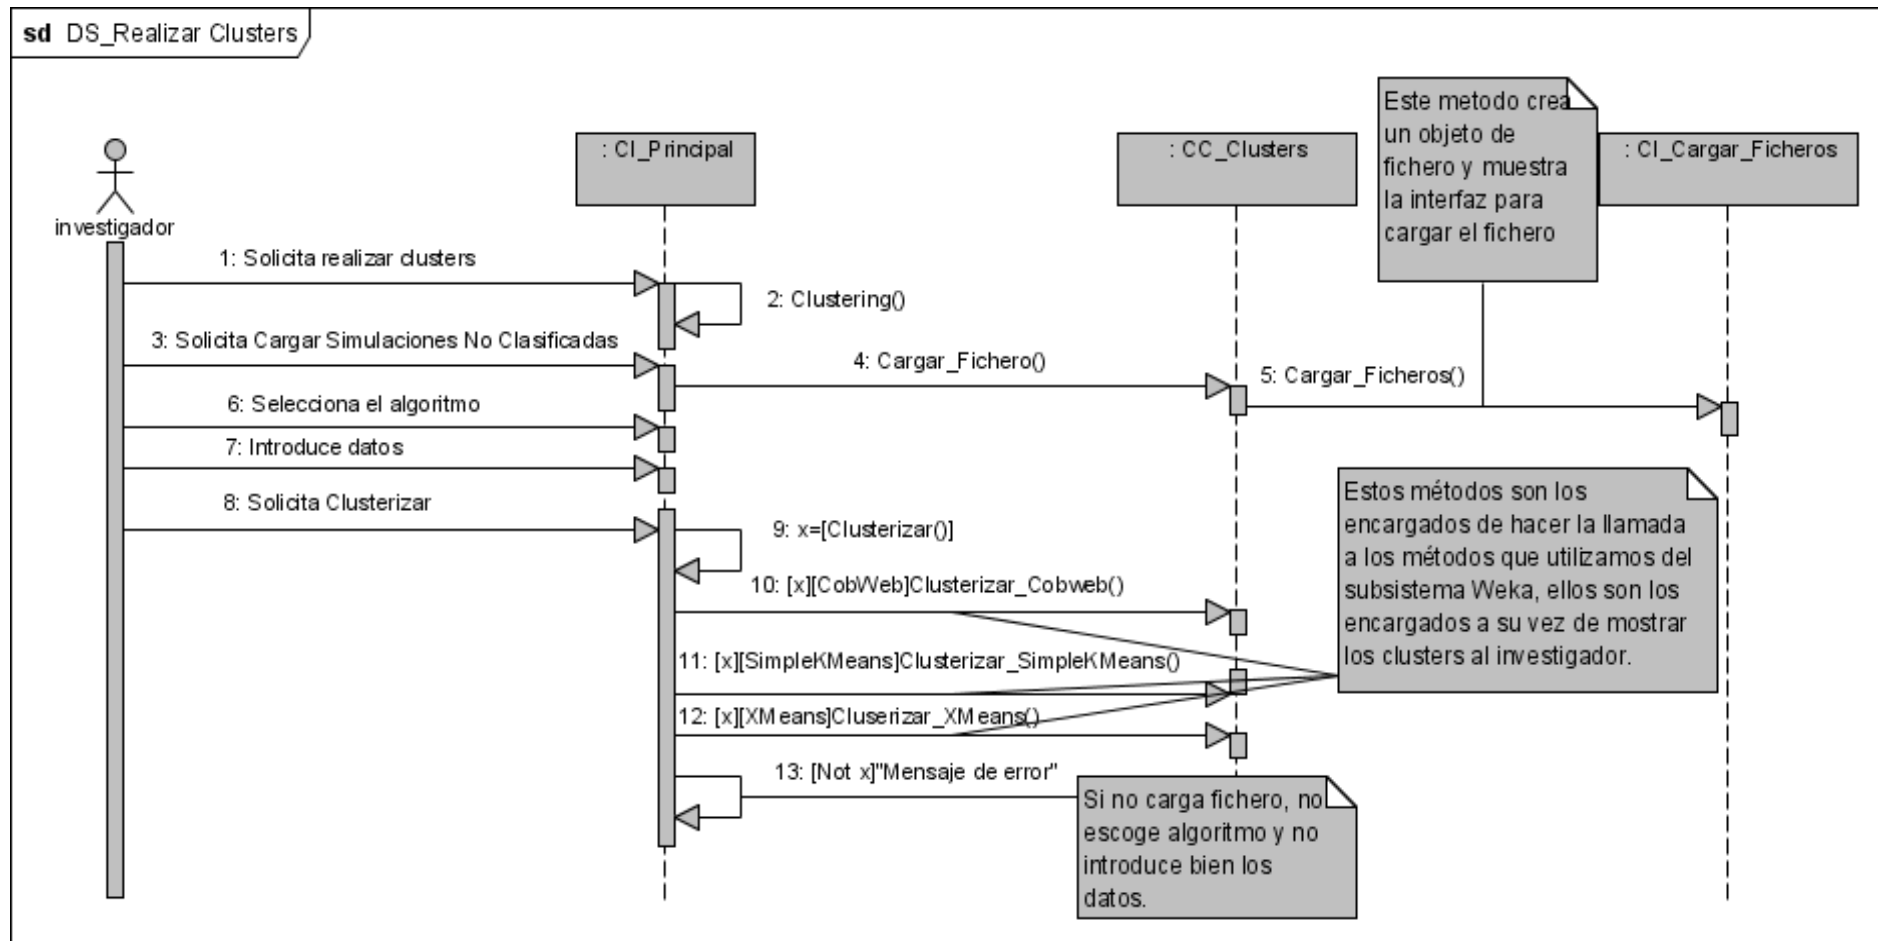 sd DS_Realizar Clusters
Este metodo crea
un objeto de
fichero y muestra
la interfaz para
cargar el fichero
: CI_Principal
: CC_Clusters
: CI_Cargar_Ficheros
investigador
1: Solicita realizar clusters
2: Clustering()
3: Solicita Cargar Simulaciones No Clasificadas
4: Cargar_Fichero()
5: Cargar_Ficheros()
6: Selecciona el algoritmo
7: Introduce datos
8: Solicita Clusterizar
9: x=[Clusterizar()]
Estos métodos son los
encargados de hacer la llamada
a los métodos que utilizamos del
subsistema Weka, ellos son los
encargados a su vez de mostrar
los clusters al investigador.
10: [x][CobWeb]Clusterizar_Cobweb()
11: [x][SimpleKMeans]Clusterizar_SimpleKMeans()
12: [x][XMeans]Cluserizar_XMeans()
13: [Not x]"Mensaje de error"
Si no carga fichero, no
escoge algoritmo y no
introduce bien los
datos.